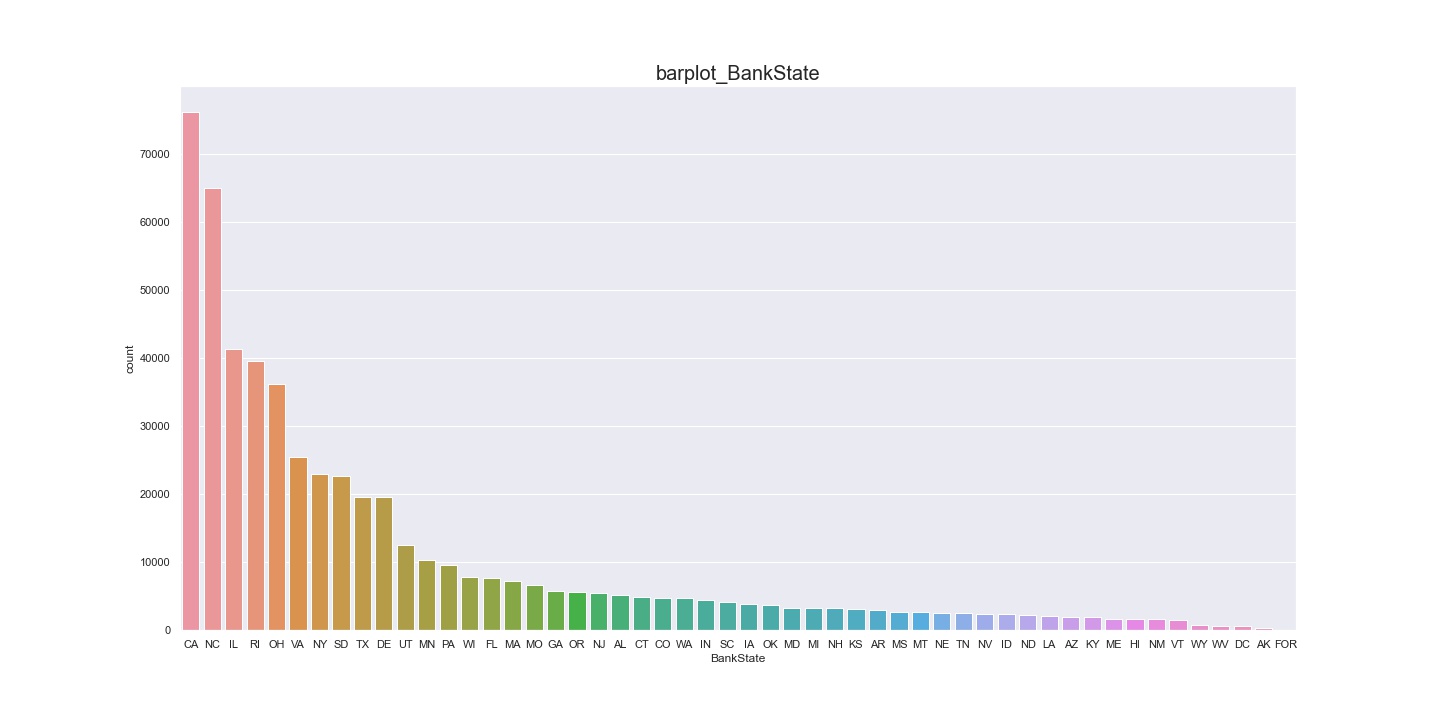 barplot_BankState
70000
60000
50000
40000
30000
20000
10000
0
count
CA NC IL RI OH VA NY SD TX DE UT MN PA WI FL MA MO GA OR NJ AL CT CO WA IN SC IA OK MD MI NH KS AR MS MT NE TN NV ID ND LA AZ KY ME HI NM VT WY WV DC AK FOR
BankState